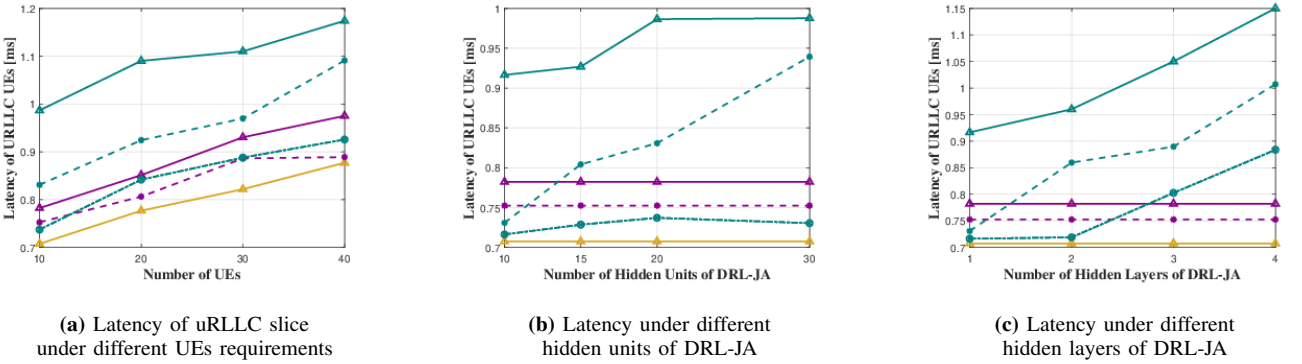 1.2
1.1
1
0.9
0.8
0.7
10
20
30
40
Latency of URLLC UEs [ms]
Number of UEs
(a) Latency of uRLLC slice
under different UEs requirements
1
0.95
0.9
0.85
0.8
0.75
0.7
10
15
20
30
Latency of URLLC UEs [ms]
Number of Hidden Units of DRL-JA
(b) Latency under different
hidden units of DRL-JA
1.15
1.1
1.05
1
0.95
0.9
0.85
0.8
0.75
0.7
1
2
3
4
Latency of URLLC UEs [ms]
Number of Hidden Layers of DRL-JA
(c) Latency under different
hidden layers of DRL-JA